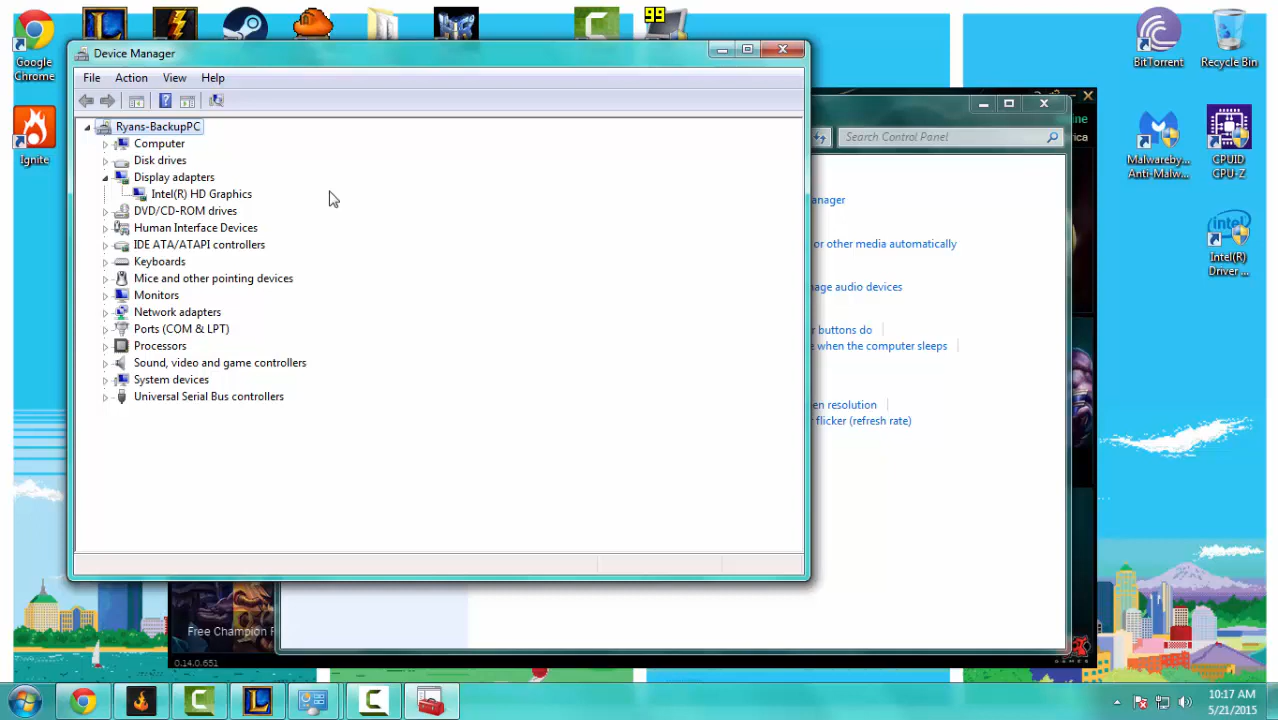 99
Google
Chrome
Ignite
BitTorrent
Recycle Bin
Malwareby...
Anti-Malw...
CPUID
CPU-Z
Intel(R)
Driver ...
Device Manager
File Action View Help
Ryans-BackupPC
Computer
Disk drives
Display adapters
Intel(R) HD Graphics
DVD/CD-ROM drives
Human Interface Devices
IDE ATA/ATAPI controllers
Keyboards
Mice and other pointing devices
Monitors
Network adapters
Ports (COM & LPT)
Processors
Sound, video and game controllers
System devices
Universal Serial Bus controllers
Search Control Panel
anager
or other media automatically
nage audio devices
r buttons do
e when the computer sleeps
en resolution
r flicker (refresh rate)
ine
ica
Free Champion R
0.14.0.651
10:17 AM
5/21/2015